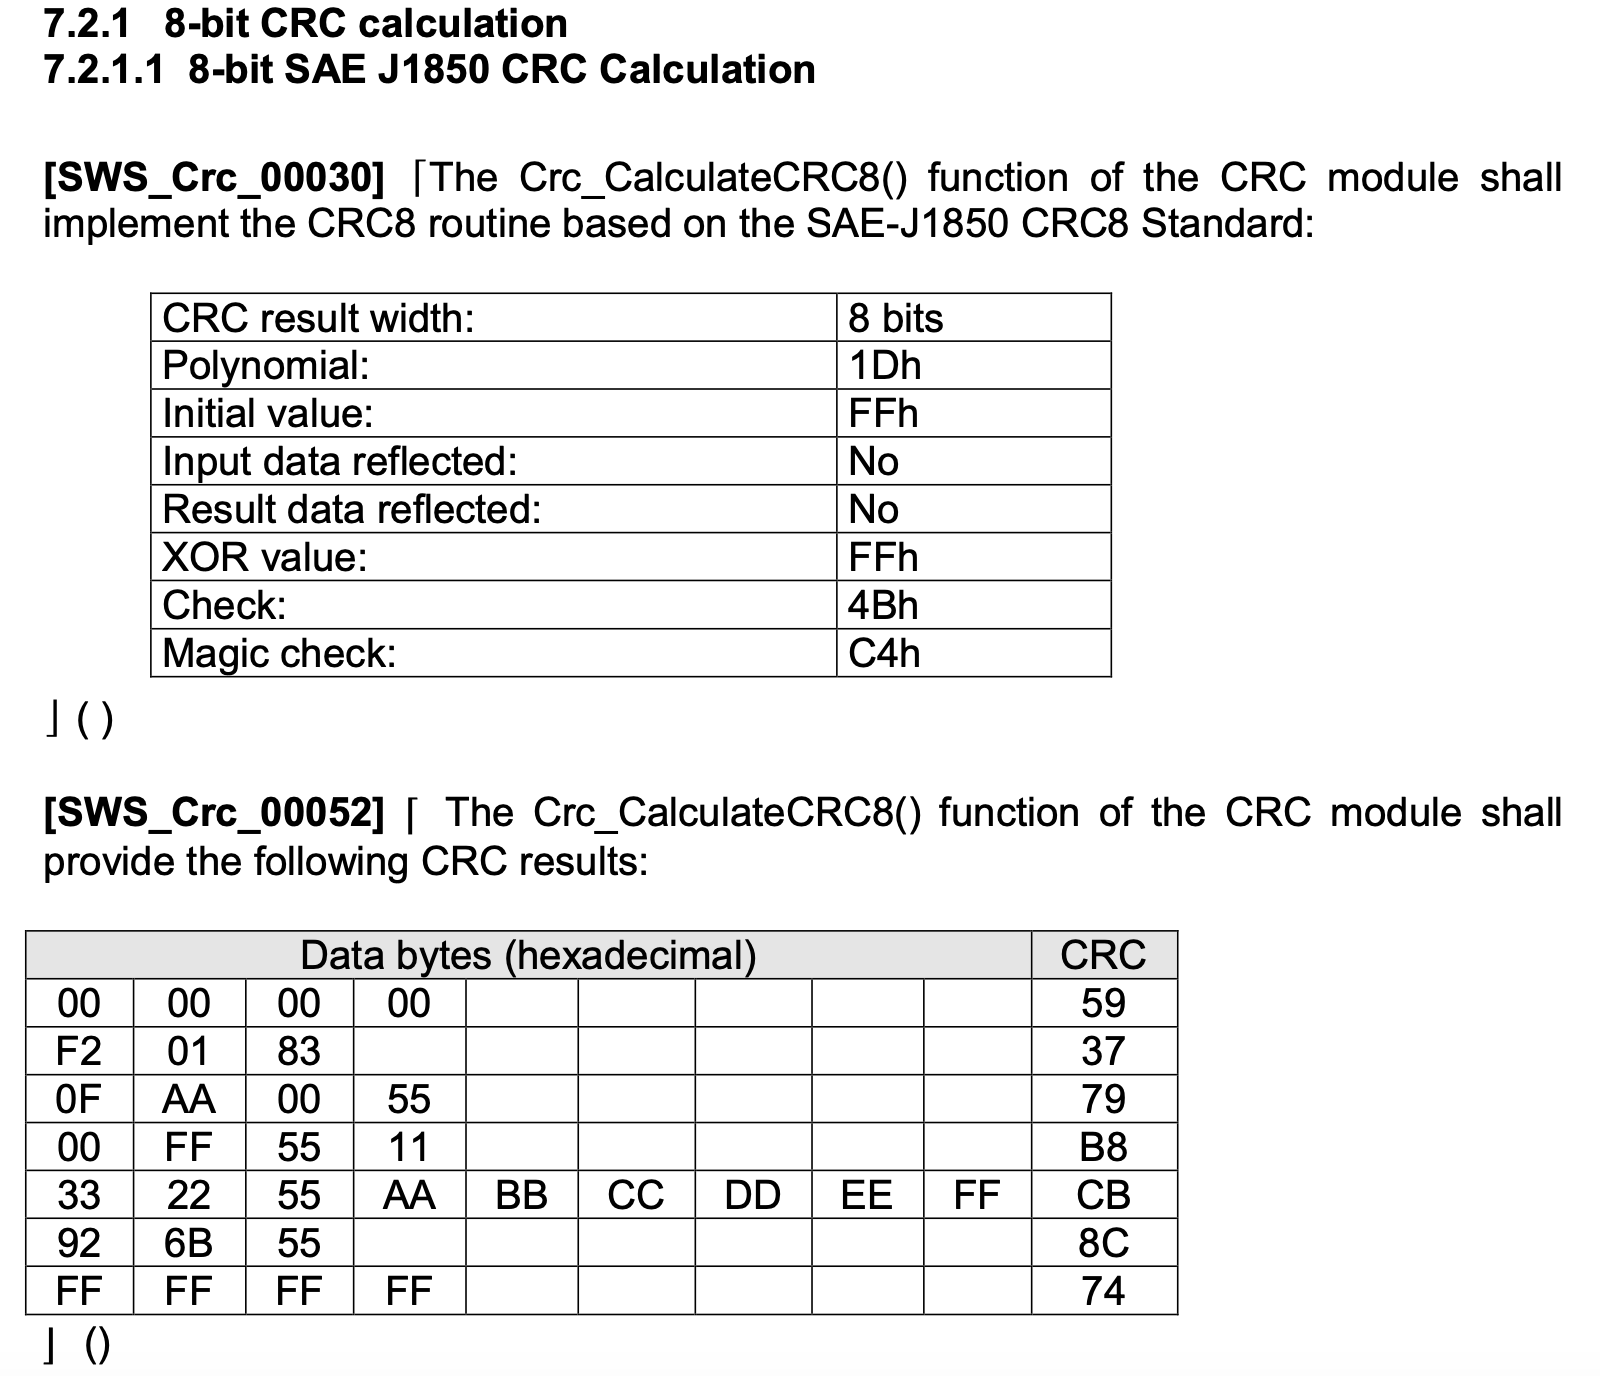 7.2.1 8-bit CRC calculation
7.2.1.1 8-bit SAE J1850 CRC Calculation
[SWS_Crc_00030] ⌈The Crc_CalculateCRC8() function of the CRC module shall
implement the CRC8 routine based on the SAE-J1850 CRC8 Standard:
CRC result width: 8 bits
Polynomial: 1Dh
Initial value: FFh
Input data reflected: No
Result data reflected: No
XOR value: FFh
Check: 4Bh
Magic check: C4h
⌋ ( )
[SWS_Crc_00052] ⌈ The Crc_CalculateCRC8() function of the CRC module shall
provide the following CRC results:
Data bytes (hexadecimal) CRC
00 00 00 00 59
F2 01 83 37
0F AA 00 55 79
00 FF 55 11 B8
33 22 55 AA BB CC DD EE FF CB
92 6B 55 8C
FF FF FF FF 74
⌋ ()